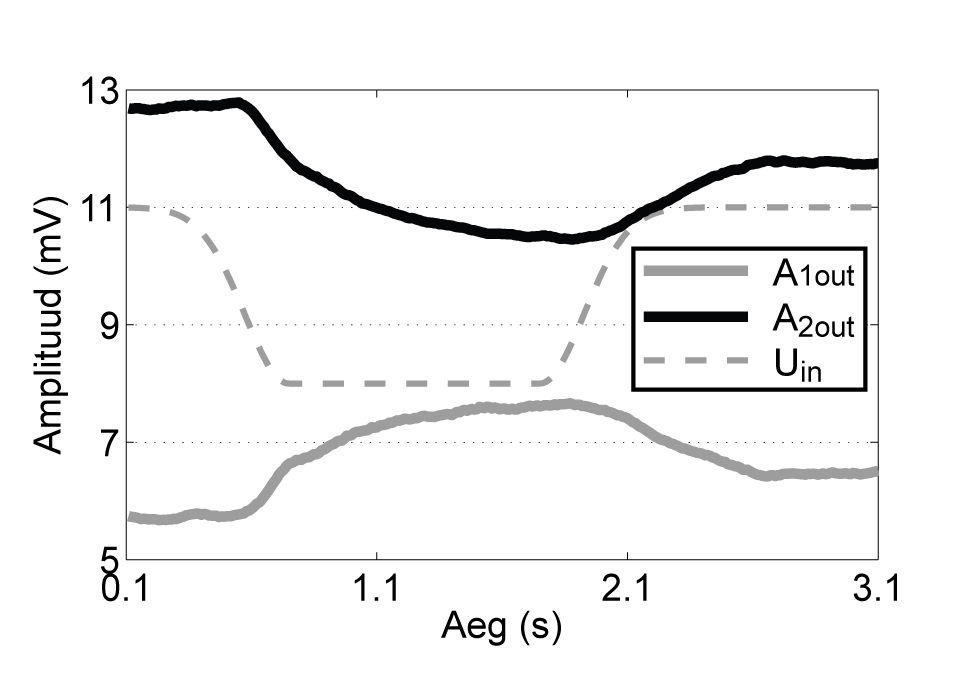 13
11
9
7
5
Amplituud (mV)
0.1
1.1
2.1
3.1
Aeg (s)
A1out
A2out
Uin